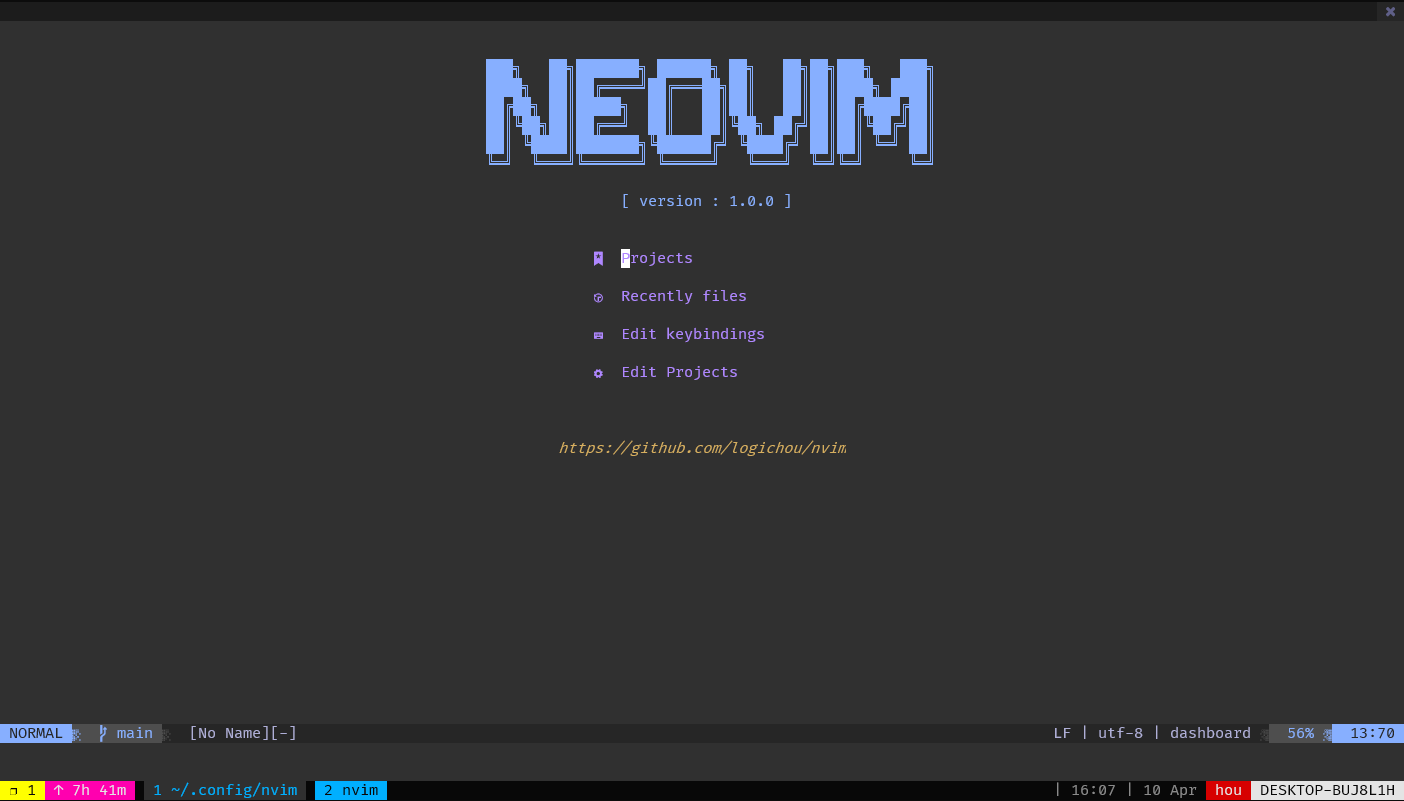 NEOVIM
[ version : 1.0.0 ]
Projects
Recently files
Edit keybindings
Edit Projects
https://github.com/logichou/nvim
NORMAL main [No Name][-] LF | utf-8 | dashboard 56% 13:70
❐ 1 ↑ 7h 41m 1 ~/.config/nvim 2 nvim | 16:07 | 10 Apr hou DESKTOP-BUJ8L1H